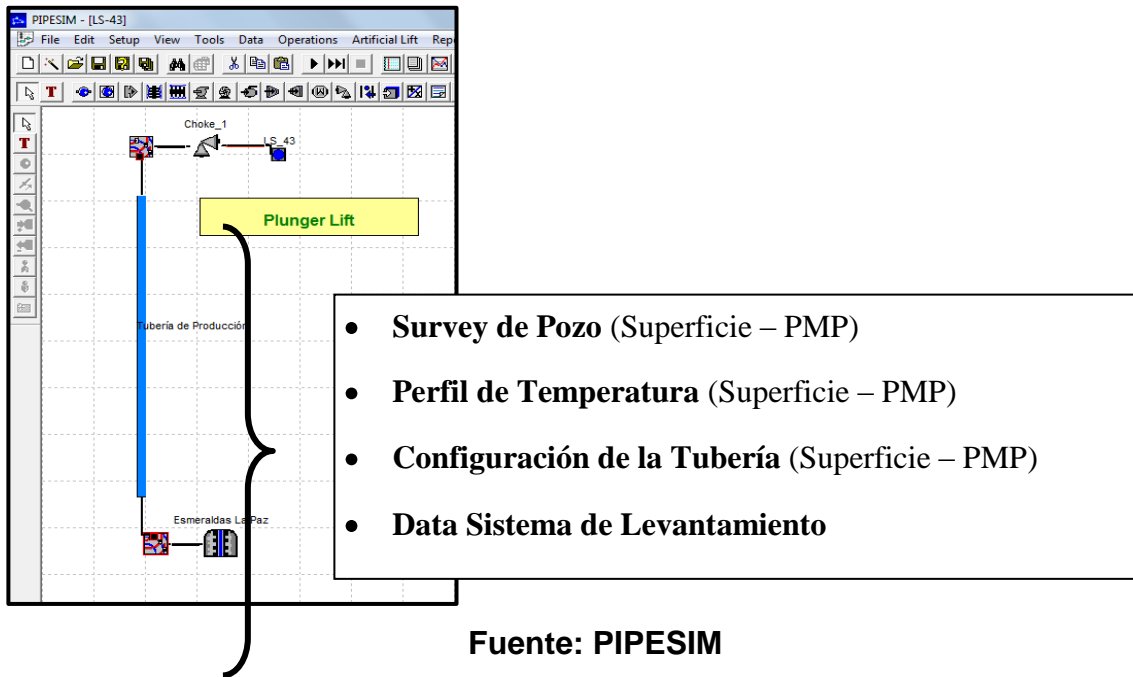 PIPESIM - [LS-43]
File Edit Setup View Tools Data Operations Artificial Lift Repo
T
Choke_1
LS_43
T
Plunger Lift
Tubería de Producción
Esmeraldas La Paz
• Survey de Pozo (Superficie – PMP)
• Perfil de Temperatura (Superficie – PMP)
• Configuración de la Tubería (Superficie – PMP)
• Data Sistema de Levantamiento
Fuente: PIPESIM